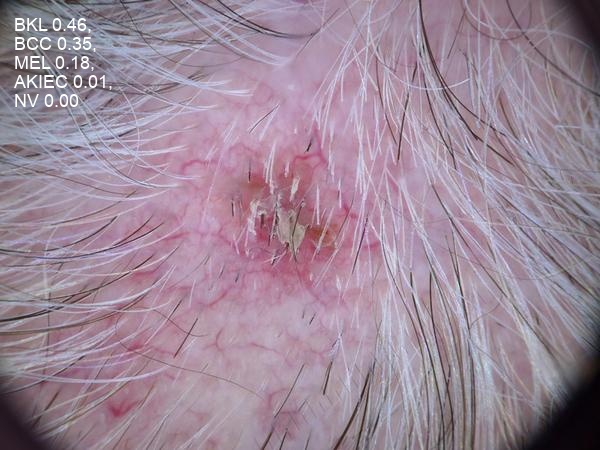 BKL 0.46,
BCC 0.35,
MEL 0.18,
AKIEC 0.01,
NV 0.00